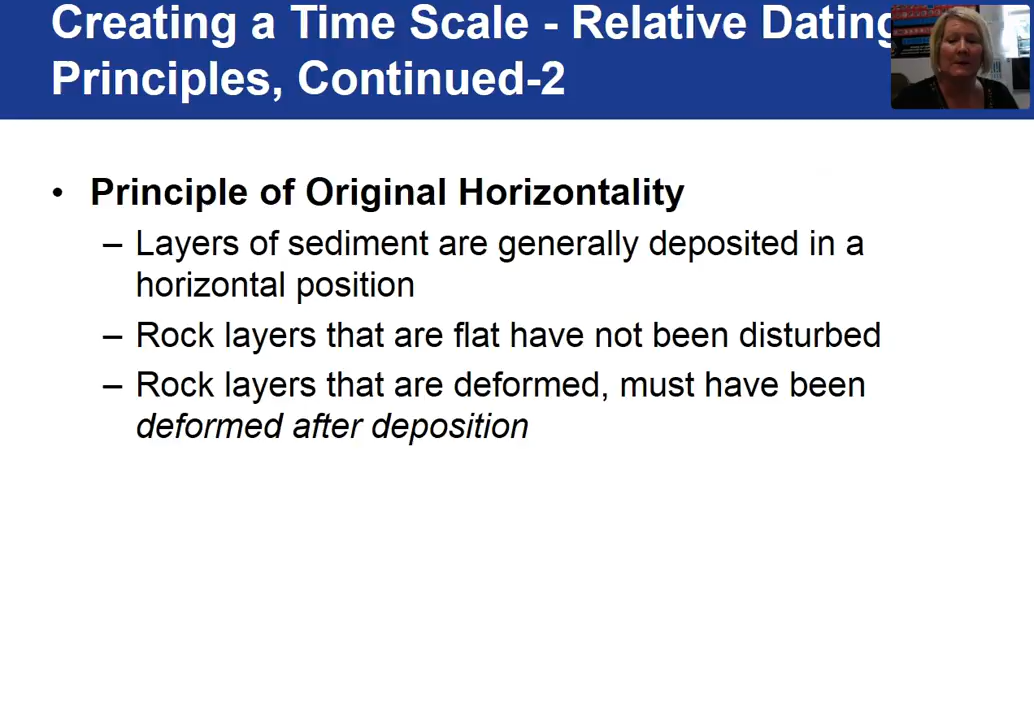 Creating a Time Scale - Relative Dating
Principles, Continued-2
• Principle of Original Horizontality
– Layers of sediment are generally deposited in a
horizontal position
– Rock layers that are flat have not been disturbed
– Rock layers that are deformed, must have been
deformed after deposition